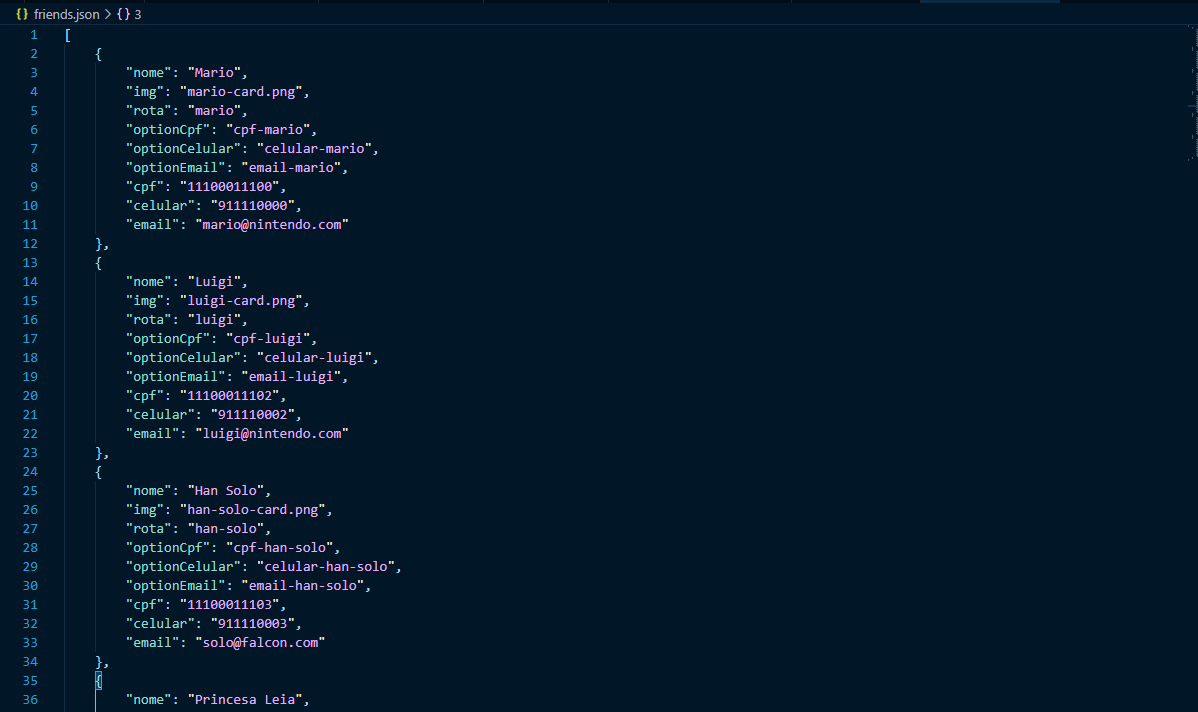 {} friends.json > {} 3
1 [
2 {
3 "nome": "Mario",
4 "img": "mario-card.png",
5 "rota": "mario",
6 "optionCpf": "cpf-mario",
7 "optionCelular": "celular-mario",
8 "optionEmail": "email-mario",
9 "cpf": "11100011100",
10 "celular": "911110000",
11 "email": "mario@nintendo.com"
12 },
13 {
14 "nome": "Luigi",
15 "img": "luigi-card.png",
16 "rota": "luigi",
17 "optionCpf": "cpf-luigi",
18 "optionCelular": "celular-luigi",
19 "optionEmail": "email-luigi",
20 "cpf": "11100011102",
21 "celular": "911110002",
22 "email": "luigi@nintendo.com"
23 },
24 {
25 "nome": "Han Solo",
26 "img": "han-solo-card.png",
27 "rota": "han-solo",
28 "optionCpf": "cpf-han-solo",
29 "optionCelular": "celular-han-solo",
30 "optionEmail": "email-han-solo",
31 "cpf": "11100011103",
32 "celular": "911110003",
33 "email": "solo@falcon.com"
34 },
35 {
36 "nome": "Princesa Leia",